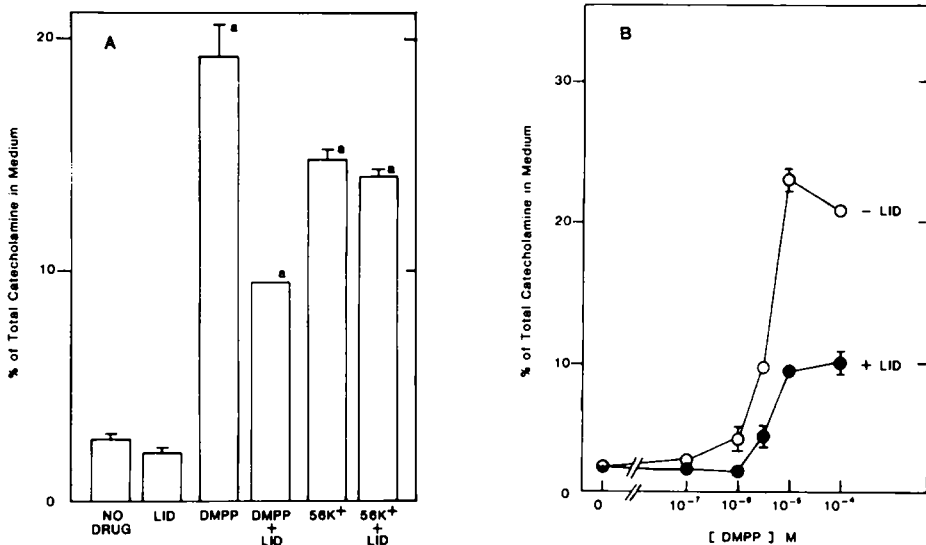 A
% of Total Catecholamine in Medium
20
10
0
a
a
a
a
NO DRUG
LID
DMPP
DMPP + LID
56K+
56K+ + LID
B
% of Total Catecholamine in Medium
30
20
10
0
- LID
+ LID
0
10⁻⁷
10⁻⁶
10⁻⁵
10⁻⁴
[ DMPP ] M